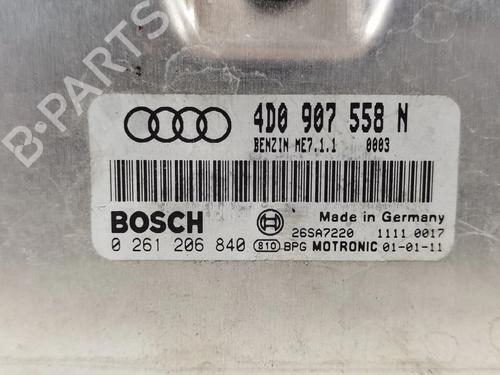 4D0 907 558 N
BENZIN ME7.1.1 0003
BOSCH
Made in Germany
26SA7220 1111 0017
0 261 206 840 810 BPG MOTRONIC 01-01-11
B-PARTS